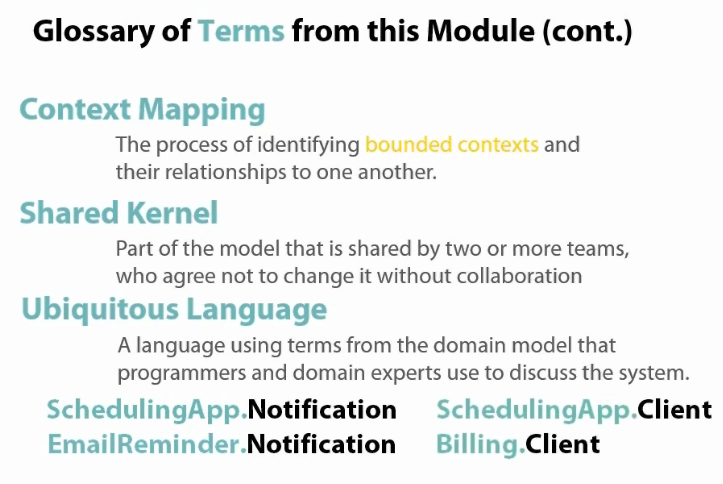 Glossary of Terms from this Module (cont.)
Context Mapping
The process of identifying bounded contexts and
their relationships to one another.
Shared Kernel
Part of the model that is shared by two or more teams,
who agree not to change it without collaboration
Ubiquitous Language
A language using terms from the domain model that
programmers and domain experts use to discuss the system.
SchedulingApp.Notification SchedulingApp.Client
EmailReminder.Notification Billing.Client